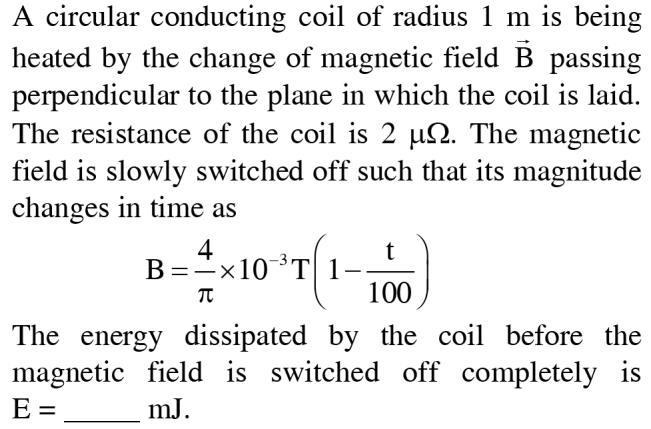 A circular conducting coil of radius 1 m is being
heated by the change of magnetic field B⃗ passing
perpendicular to the plane in which the coil is laid.
The resistance of the coil is 2 μΩ. The magnetic
field is slowly switched off such that its magnitude
changes in time as
B = 4/π ×10⁻³ T(1 − t/100)
The energy dissipated by the coil before the
magnetic field is switched off completely is
E = _____ mJ.